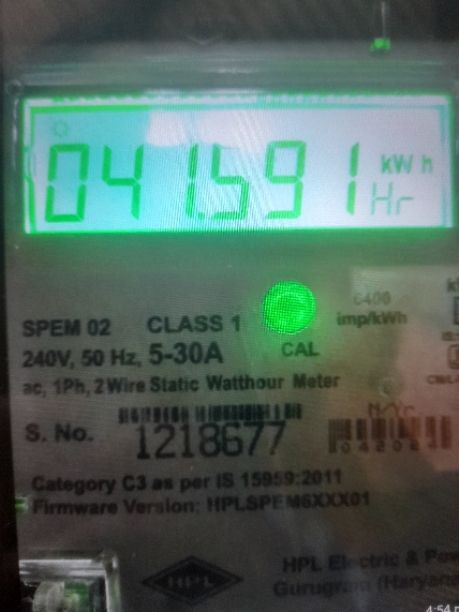 041.591 kWh
Hr
6400
SPEM 02 CLASS 1 imp/kWh
240V, 50 Hz, 5-30A CAL
ac, 1Ph, 2 Wire Static Watthour Meter
M/Yr
S. No. 1218677
Category C3 as per IS 15959:2011
Firmware Version: HPLSPEM6XXX01
HPL HPL Electric &
Gurugram (Haryana